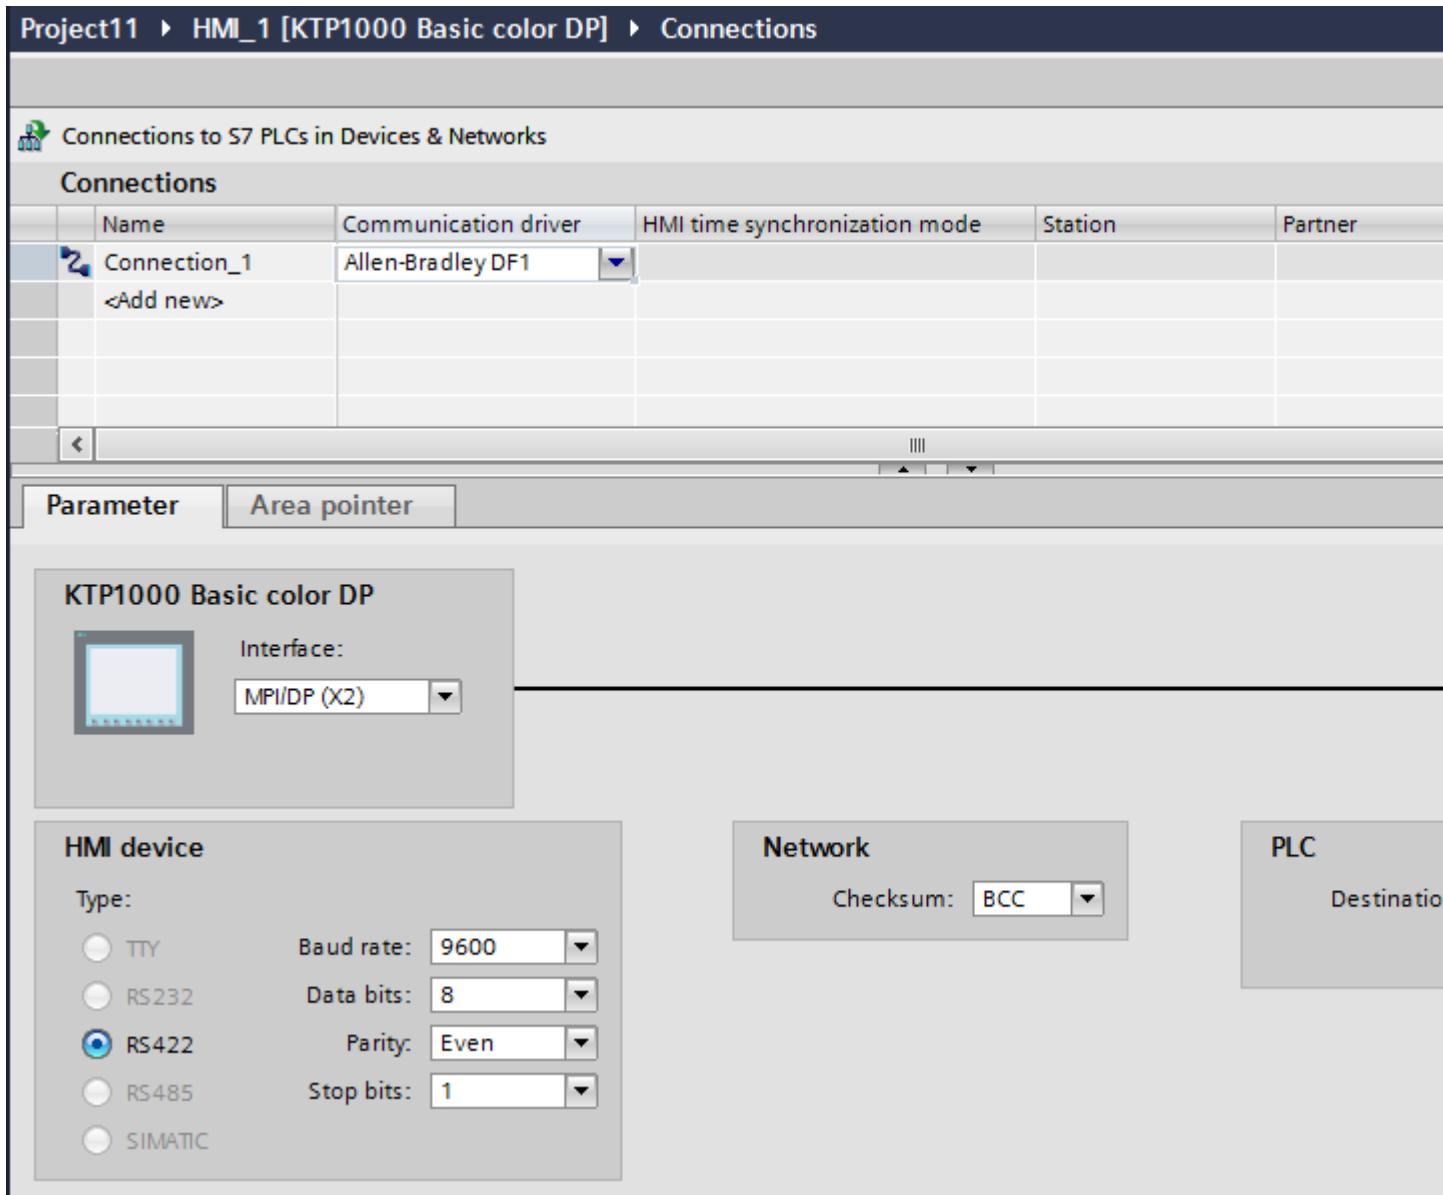 Project11 ▸ HMI_1 [KTP1000 Basic color DP] ▸ Connections
Connections to S7 PLCs in Devices & Networks
Connections
Name Communication driver HMI time synchronization mode Station Partner
Connection_1 Allen-Bradley DF1
<Add new>
Parameter Area pointer
KTP1000 Basic color DP
Interface:
MPI/DP (X2)
HMI device Network PLC
Type: Checksum: BCC Destinatio
TTY Baud rate: 9600
RS232 Data bits: 8
RS422 Parity: Even
RS485 Stop bits: 1
SIMATIC